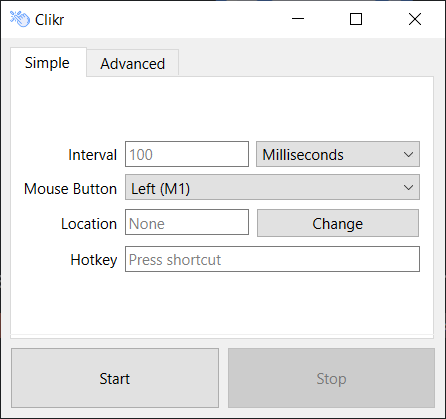 Clikr
Simple Advanced
Interval 100 Milliseconds
Mouse Button Left (M1)
Location None Change
Hotkey Press shortcut
Start Stop